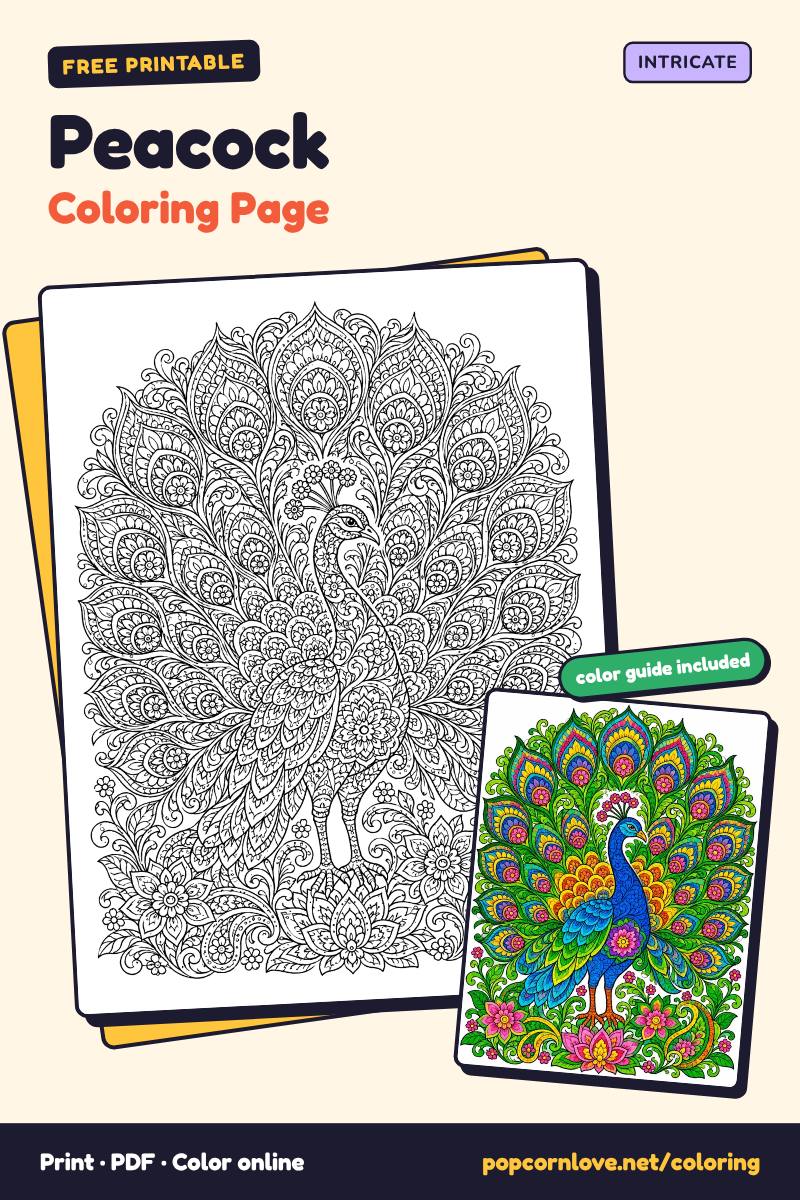 FREE PRINTABLE
INTRICATE
Peacock
Coloring Page
color guide included
Print · PDF · Color online
popcornlove.net/coloring